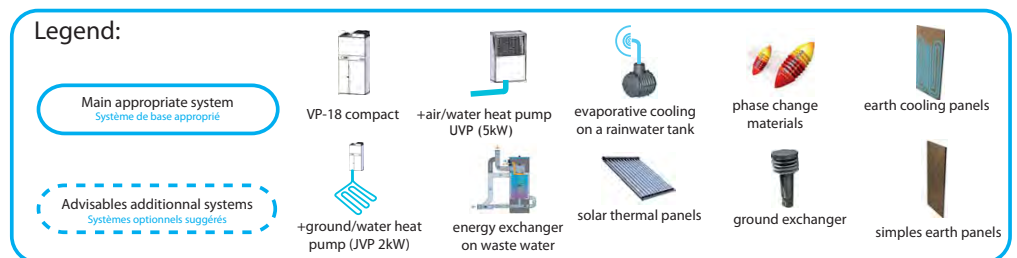 Legend:
Main appropriate system
Système de base approprié
VP-18 compact
+air/water heat pump
UVP (5kW)
evaporative cooling
on a rainwater tank
phase change
materials
earth cooling panels
Advisables additionnal systems
Systèmes optionnels suggérés
+ground/water heat
pump (JVP 2kW)
energy exchanger
on waste water
solar thermal panels
ground exchanger
simples earth panels